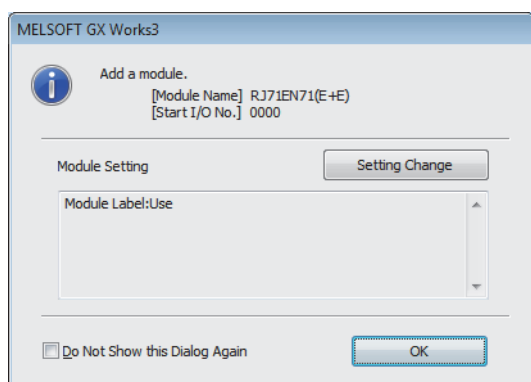 MELSOFT GX Works3
Add a module.
[Module Name] RJ71EN71(E+E)
[Start I/O No.] 0000
Module Setting
Setting Change
Module Label:Use
Do Not Show this Dialog Again
OK